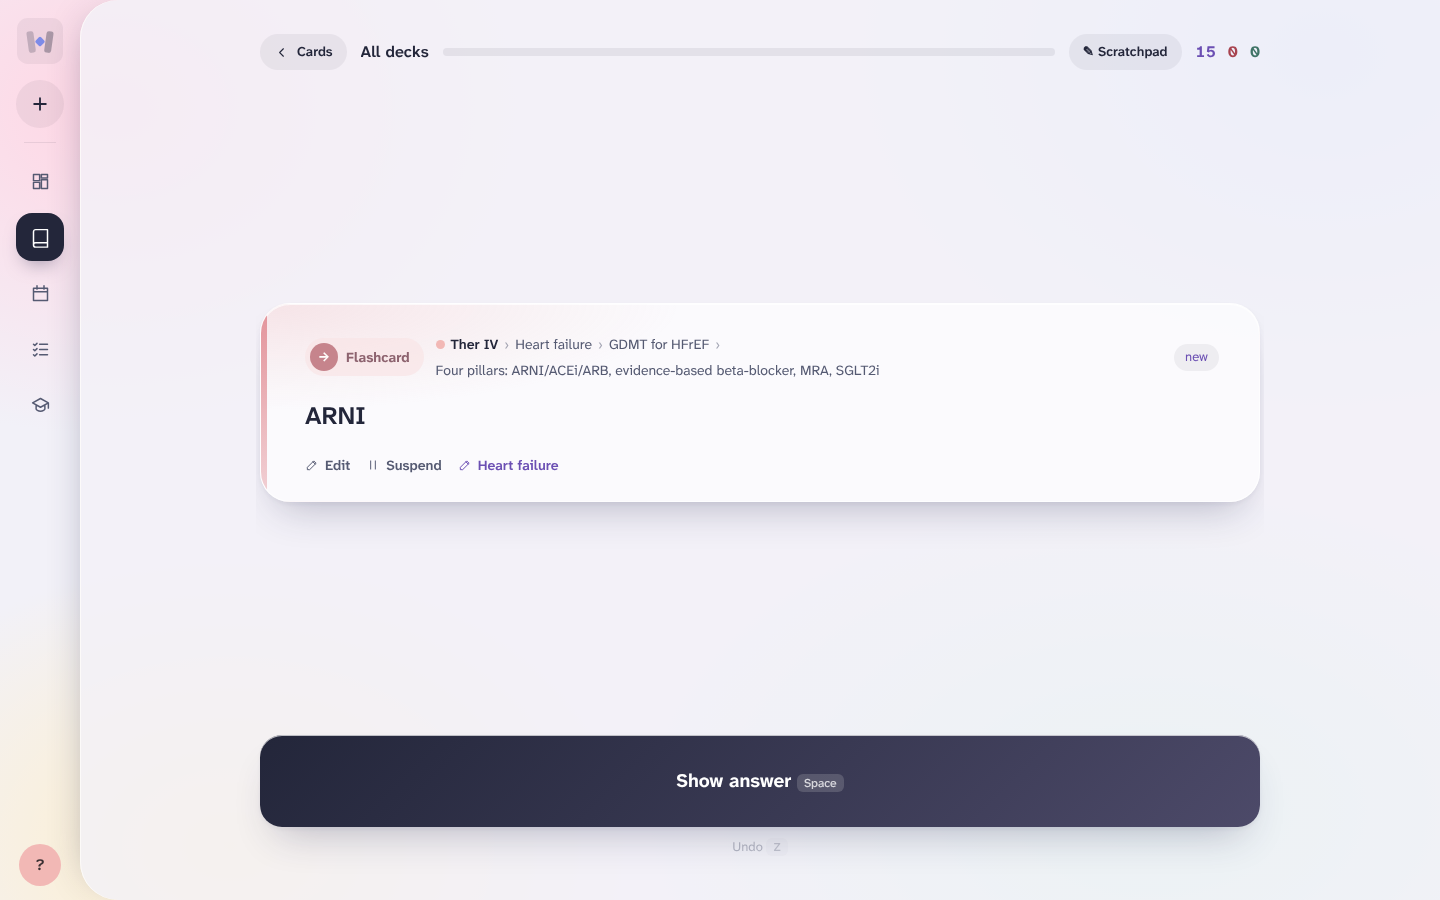 Cards
All decks
✎ Scratchpad
15 0 0
Flashcard
Ther IV › Heart failure › GDMT for HFrEF ›
Four pillars: ARNI/ACEi/ARB, evidence-based beta-blocker, MRA, SGLT2i
new
ARNI
Edit
Suspend
Heart failure
Show answer Space
Undo Z
?